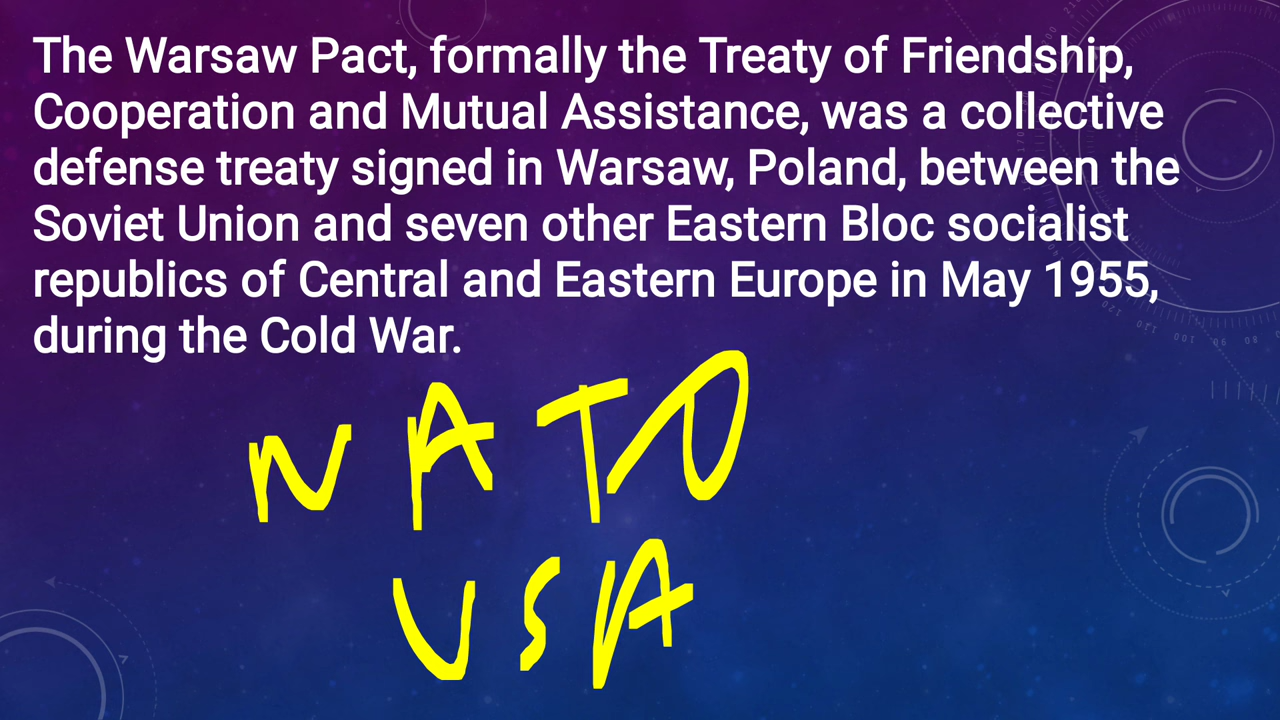 The Warsaw Pact, formally the Treaty of Friendship,
Cooperation and Mutual Assistance, was a collective
defense treaty signed in Warsaw, Poland, between the
Soviet Union and seven other Eastern Bloc socialist
republics of Central and Eastern Europe in May 1955,
during the Cold War.
NATO
USA